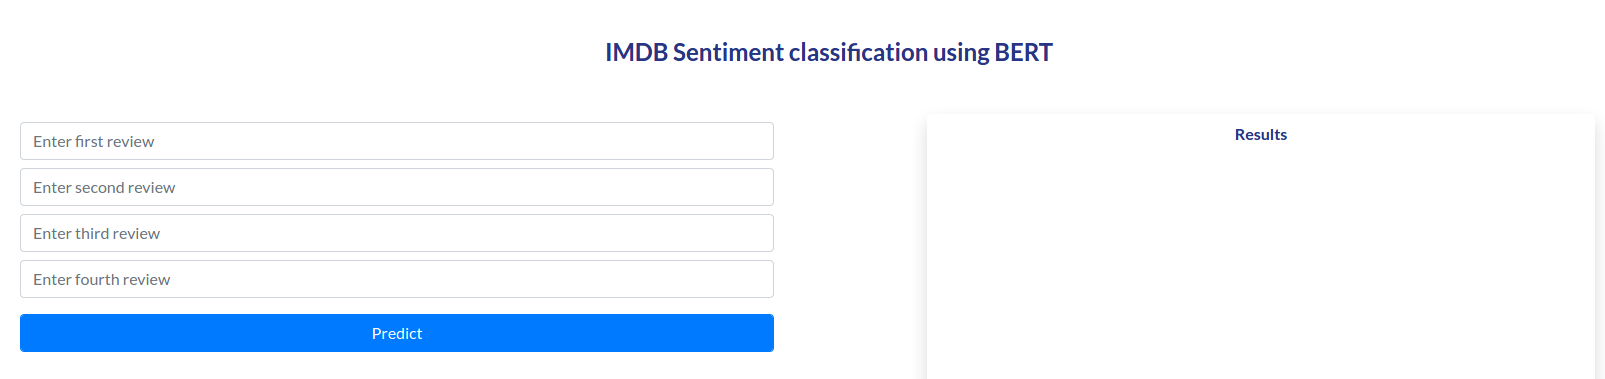 IMDB Sentiment classification using BERT
Enter first review
Enter second review
Enter third review
Enter fourth review
Predict
Results